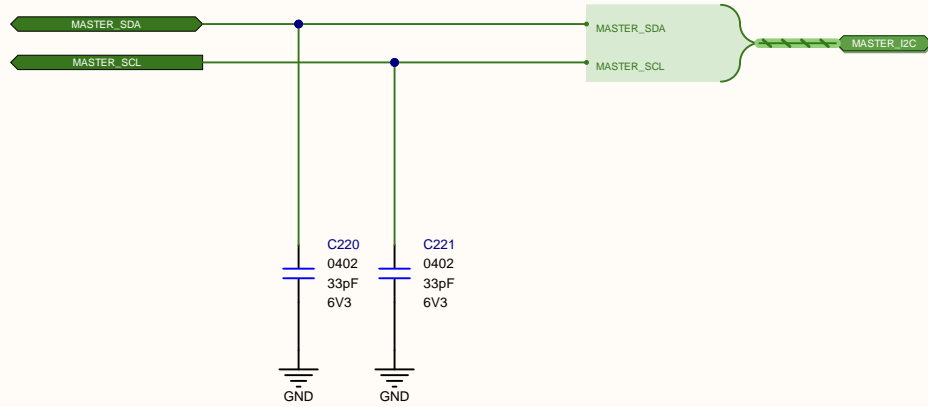 MASTER_SDA
MASTER_SCL
MASTER_SDA
MASTER_SCL
MASTER_I2C
C220
0402
33pF
6V3
C221
0402
33pF
6V3
GND
GND